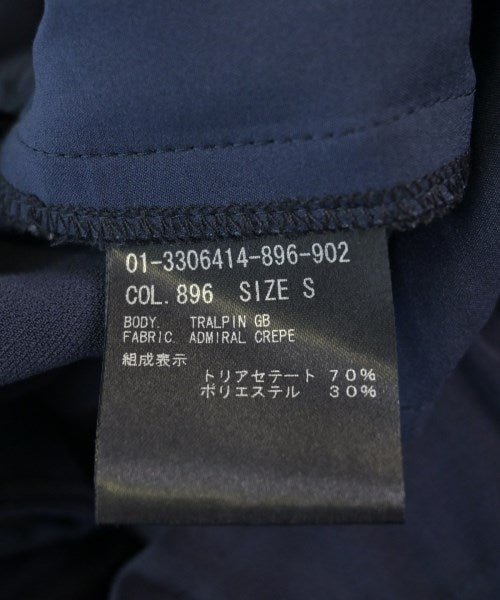 01-3306414-896-902
COL. 896 SIZE S
BODY. TRALPIN GB
FABRIC. ADMIRAL CREPE
組成表示
トリアセテート 70%
ポリエステル 30%